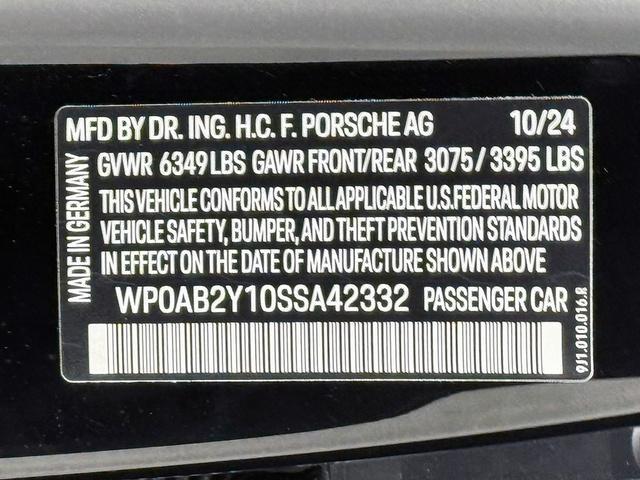 MFD BY DR. ING. H.C. F. PORSCHE AG 10/24
GVWR 6349 LBS GAWR FRONT/REAR 3075 / 3395 LBS
THIS VEHICLE CONFORMS TO ALL APPLICABLE U.S. FEDERAL MOTOR
VEHICLE SAFETY, BUMPER, AND THEFT PREVENTION STANDARDS
IN EFFECT ON THE DATE OF MANUFACTURE SHOWN ABOVE
WP0AB2Y10SSA42332 PASSENGER CAR
MADE IN GERMANY
9J1.010.016.R